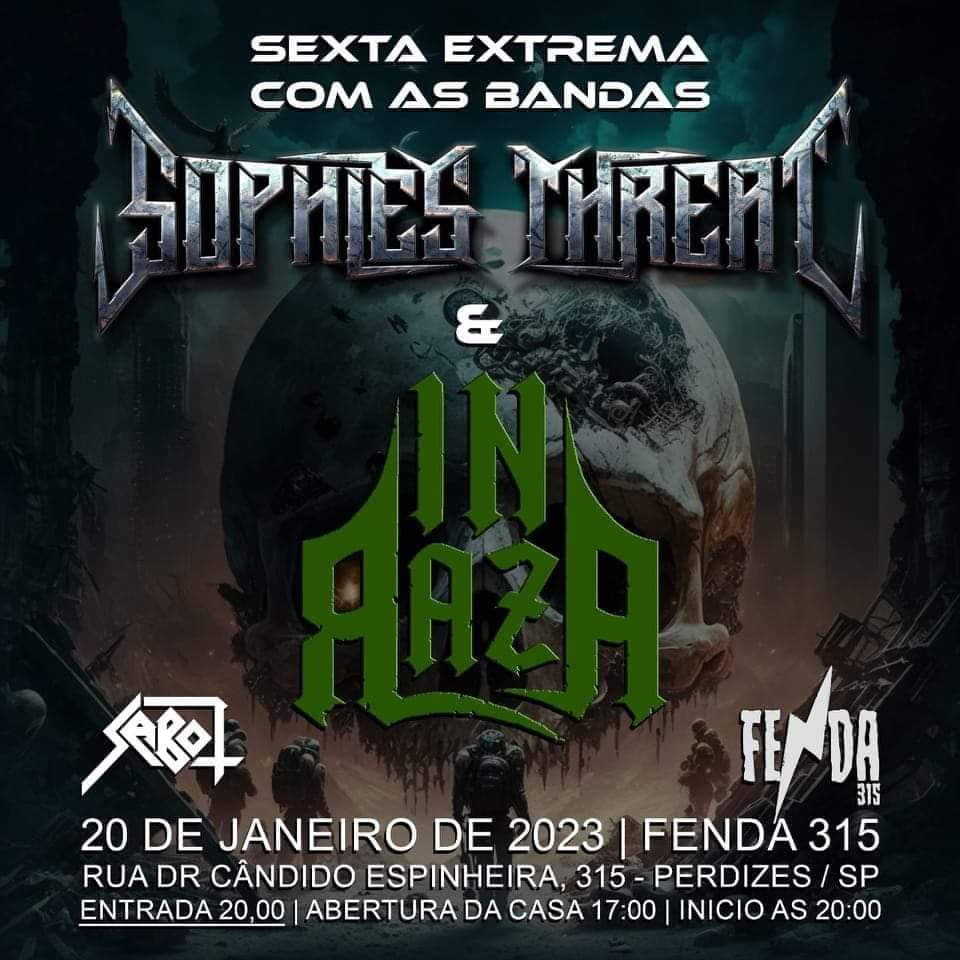 SEXTA EXTREMA
COM AS BANDAS
SOPHIES THREAT
&
IN
RAZA
SABOT
FENDA
315
20 DE JANEIRO DE 2023 | FENDA 315
RUA DR CÂNDIDO ESPINHEIRA, 315 - PERDIZES / SP
ENTRADA 20,00 | ABERTURA DA CASA 17:00 | INICIO AS 20:00